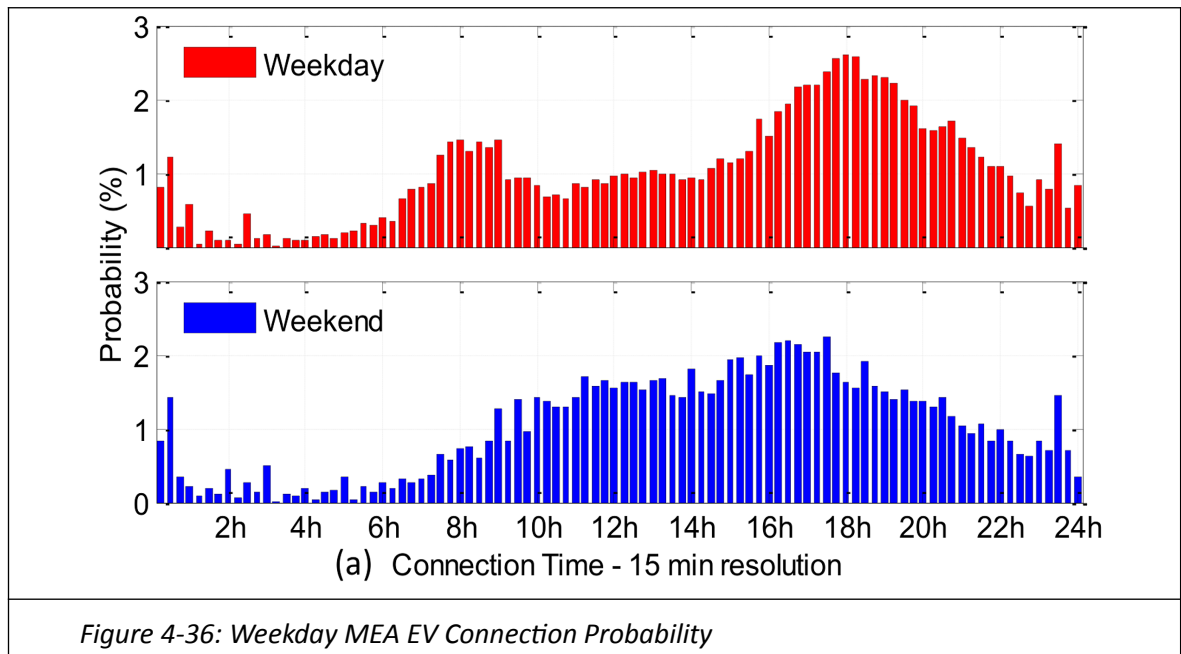 3
Weekday
2
1
0
3
Weekend
2
1
0
Probability (%)
2h 4h 6h 8h 10h 12h 14h 16h 18h 20h 22h 24h
(a) Connection Time - 15 min resolution
Figure 4-36: Weekday MEA EV Connection Probability